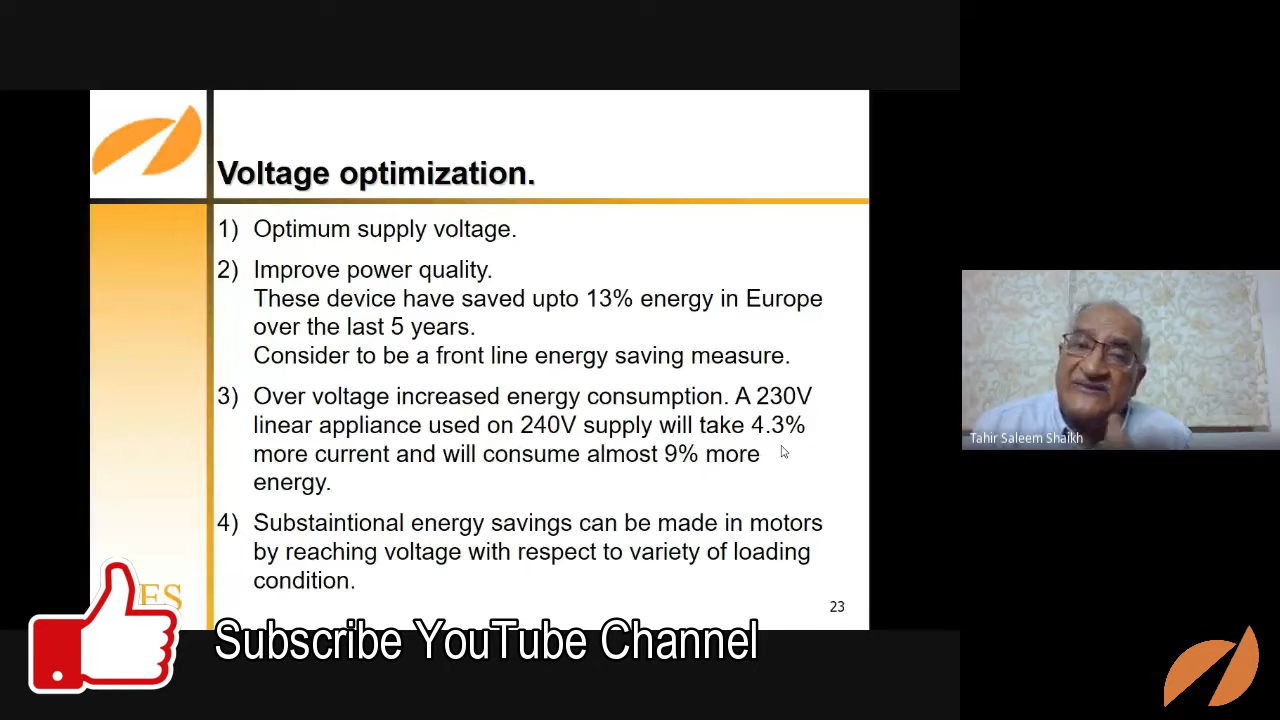 Voltage optimization.
1) Optimum supply voltage.
2) Improve power quality.
These device have saved upto 13% energy in Europe
over the last 5 years.
Consider to be a front line energy saving measure.
3) Over voltage increased energy consumption. A 230V
linear appliance used on 240V supply will take 4.3%
more current and will consume almost 9% more
energy.
4) Substaintional energy savings can be made in motors
by reaching voltage with respect to variety of loading
condition.
23
ES
Subscribe YouTube Channel
Tahir Saleem Shaikh